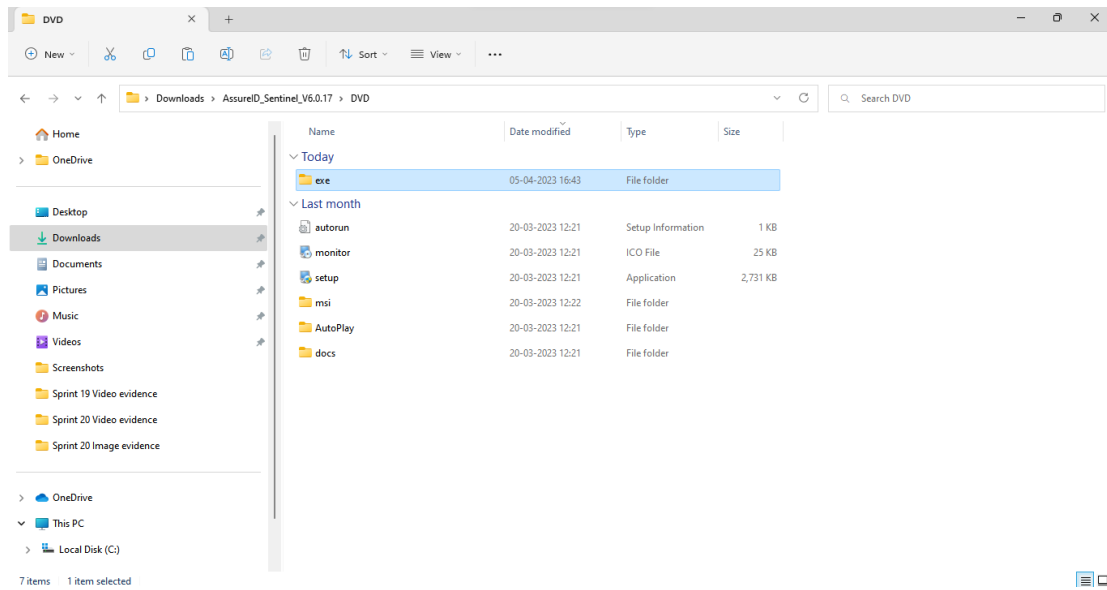 DVD
New
Sort
View
Downloads > AssureID_Sentinel_V6.0.17 > DVD
Search DVD
Home
OneDrive
Desktop
Downloads
Documents
Pictures
Music
Videos
Screenshots
Sprint 19 Video evidence
Sprint 20 Video evidence
Sprint 20 Image evidence
OneDrive
This PC
Local Disk (C:)
Name Date modified Type Size
Today
exe 05-04-2023 16:43 File folder
Last month
autorun 20-03-2023 12:21 Setup Information 1 KB
monitor 20-03-2023 12:21 ICO File 25 KB
setup 20-03-2023 12:21 Application 2,731 KB
msi 20-03-2023 12:22 File folder
AutoPlay 20-03-2023 12:21 File folder
docs 20-03-2023 12:21 File folder
7 items 1 item selected